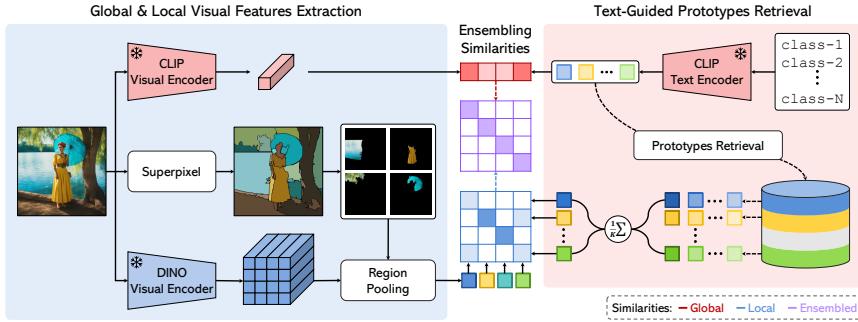 Global & Local Visual Features Extraction
Ensembling
Similarities
Text-Guided Prototypes Retrieval
CLIP
Visual Encoder
CLIP
Text Encoder
class-1
class-2
class-N
Superpixel
Prototypes Retrieval
1/K Σ
DINO
Visual Encoder
Region
Pooling
Similarities: Global Local Ensembled